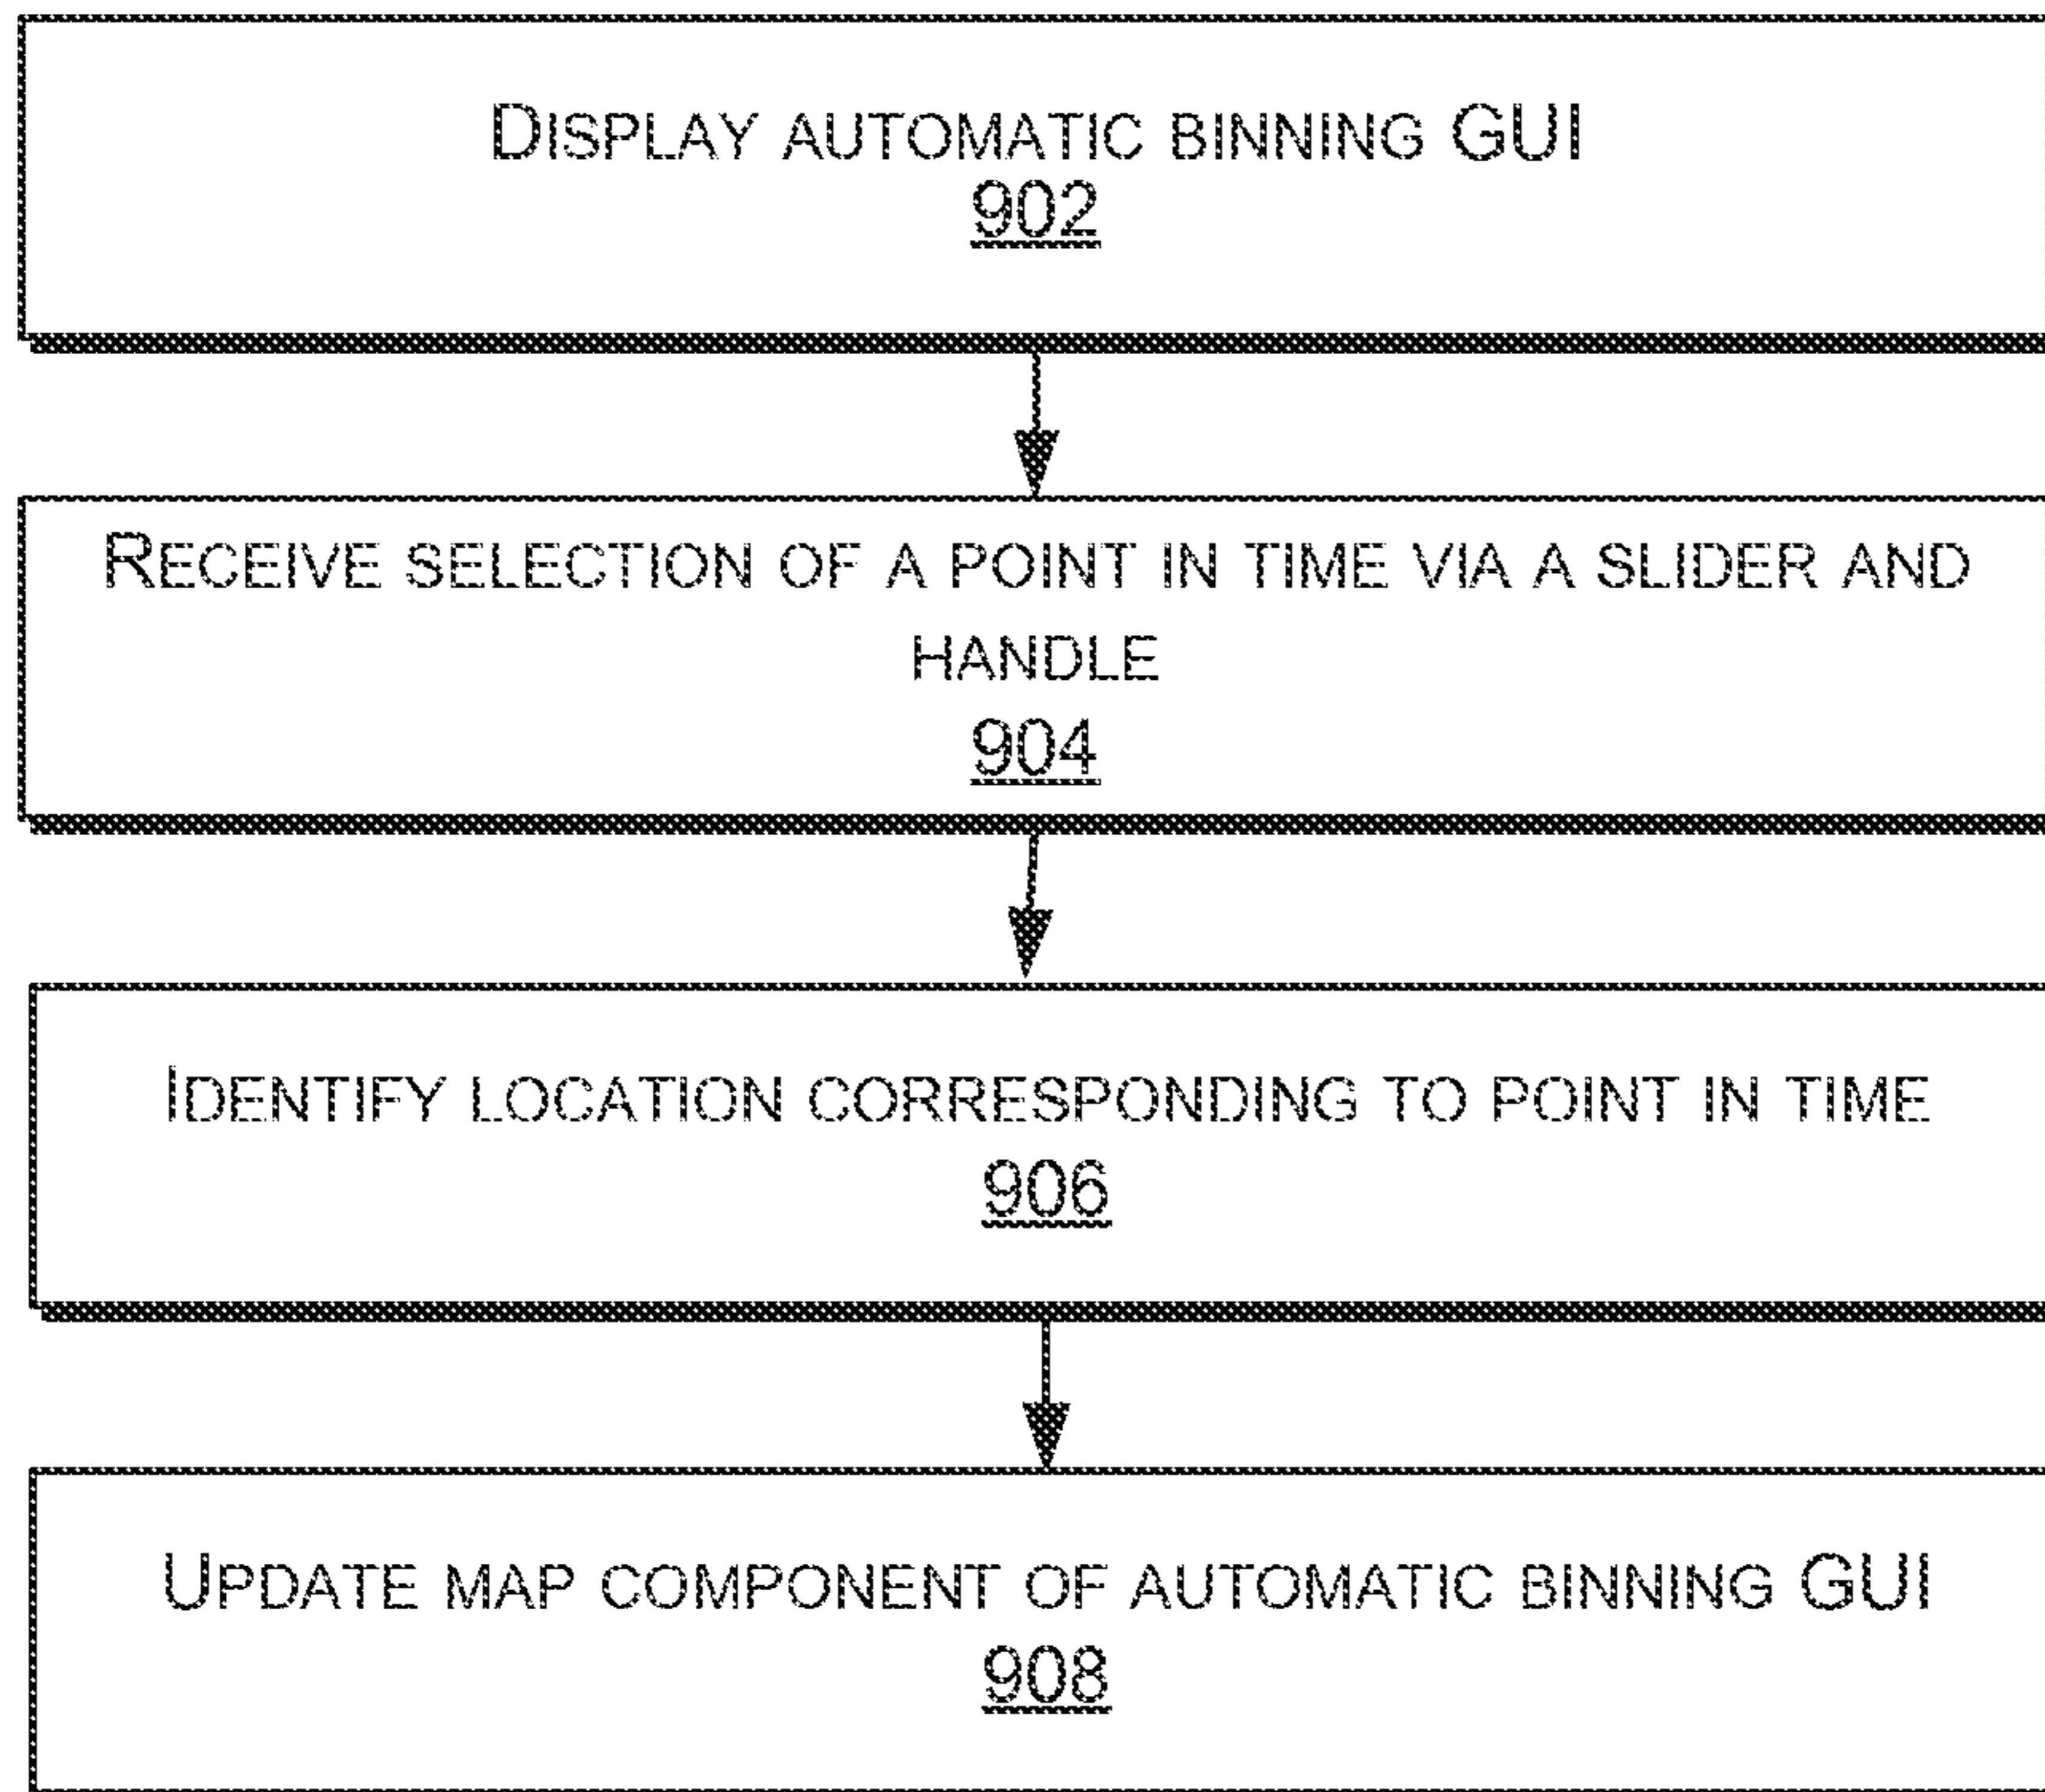 DISPLAY AUTOMATIC BINNING GUI
902
RECEIVE SELECTION OF A POINT IN TIME VIA A SLIDER AND
HANDLE
904
IDENTIFY LOCATION CORRESPONDING TO POINT IN TIME
906
UPDATE MAP COMPONENT OF AUTOMATIC BINNING GUI
908